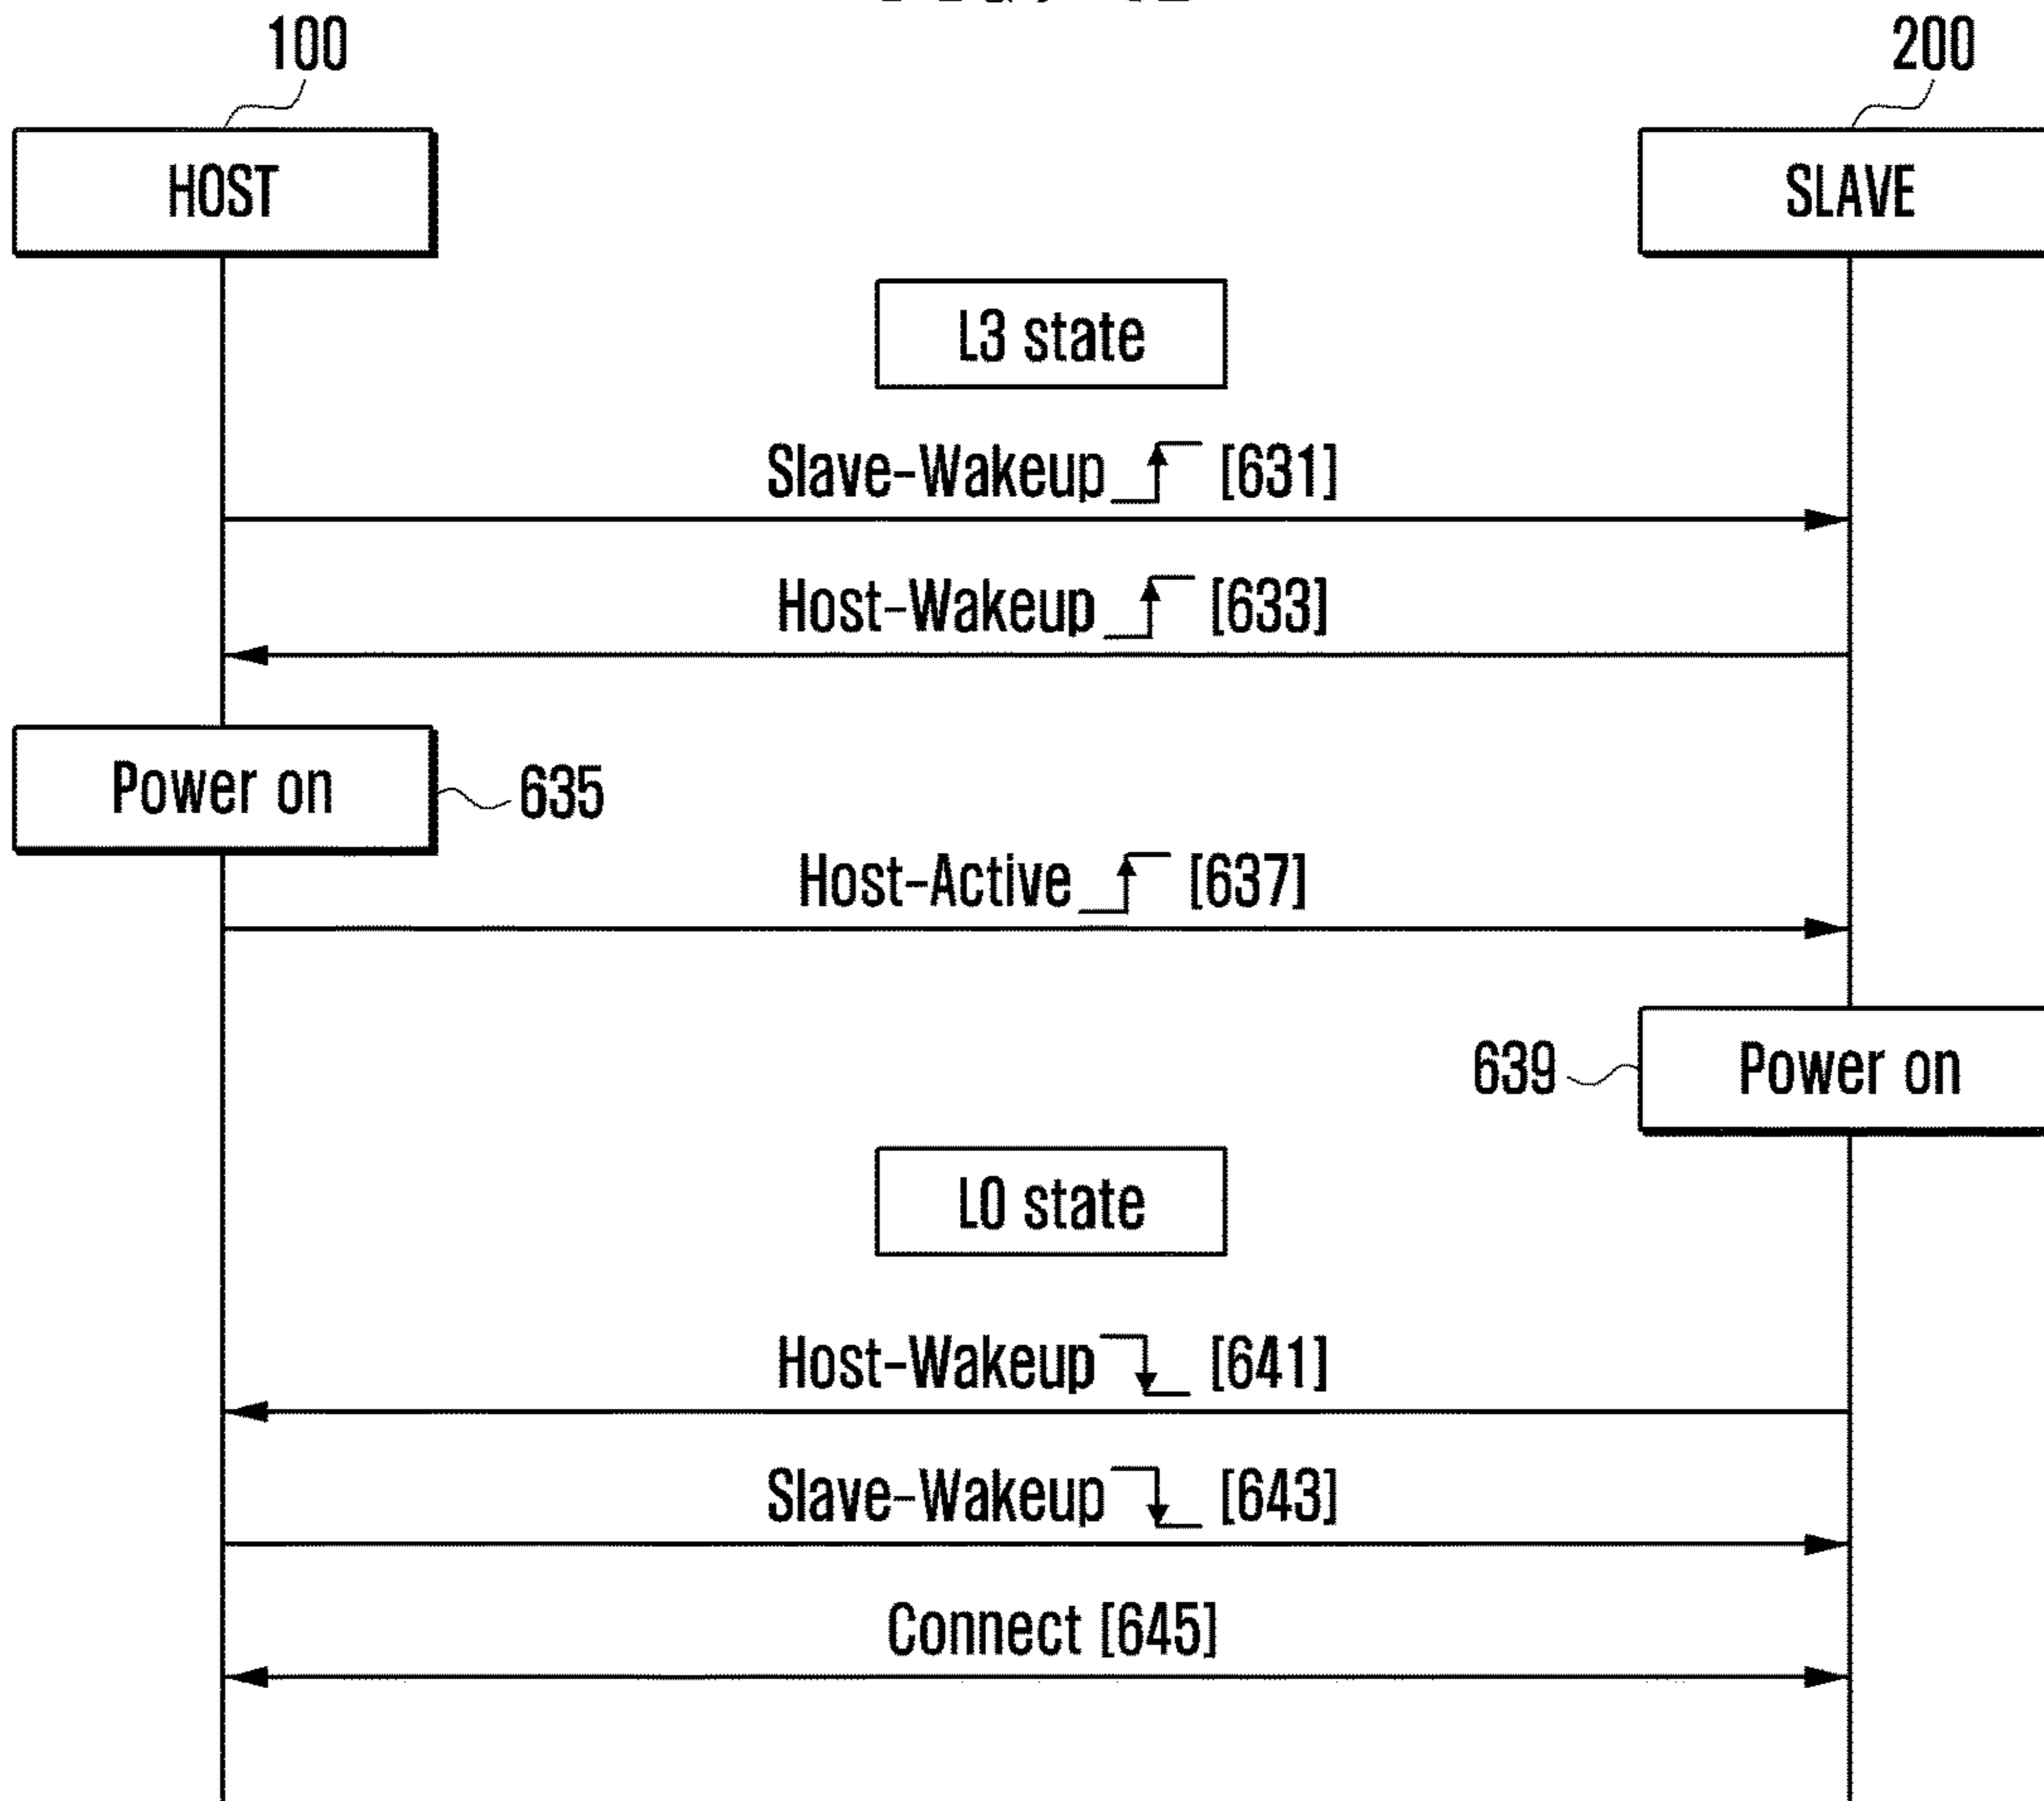 100
200
HOST
SLAVE
L3 state
Slave-Wakeup [631]
Host-Wakeup [633]
Power on
635
Host-Active [637]
639
Power on
L0 state
Host-Wakeup [641]
Slave-Wakeup [643]
Connect [645]